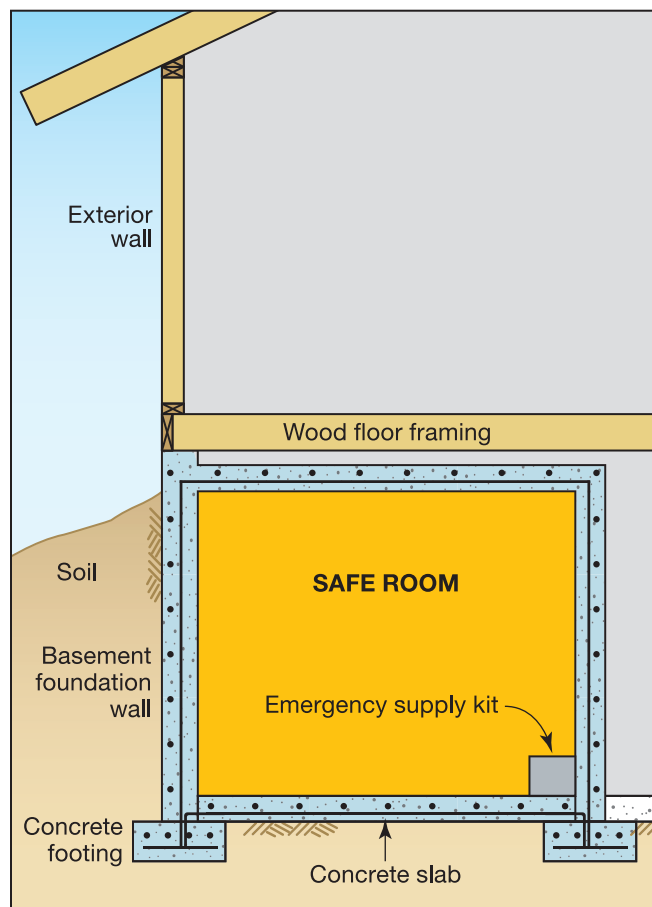 Exterior
wall
Wood floor framing
Soil
SAFE ROOM
Basement
foundation
wall
Emergency supply kit
Concrete
footing
Concrete slab